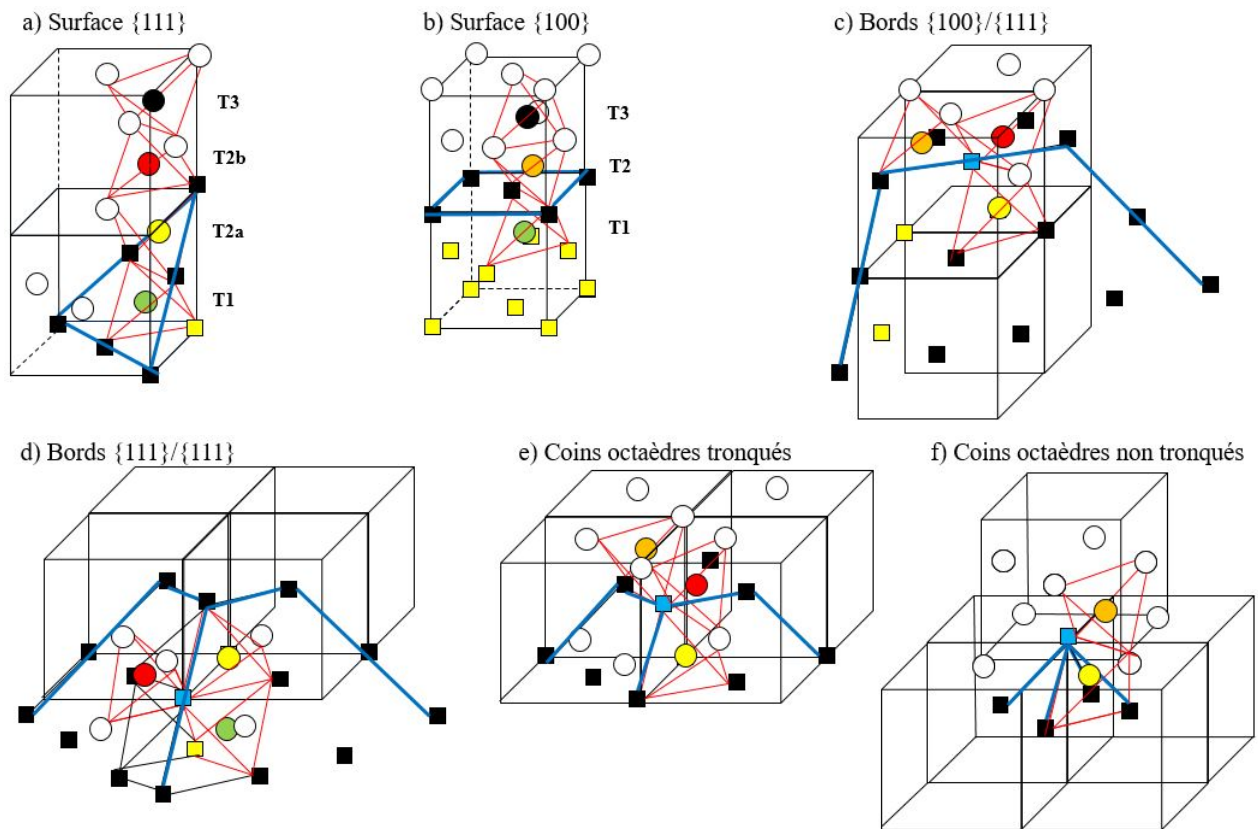 a) Surface {111}
b) Surface {100}
c) Bords {100}/{111}
T3
T2b
T2a
T1
T3
T2
T1
d) Bords {111}/{111}
e) Coins octaèdres tronqués
f) Coins octaèdres non tronqués